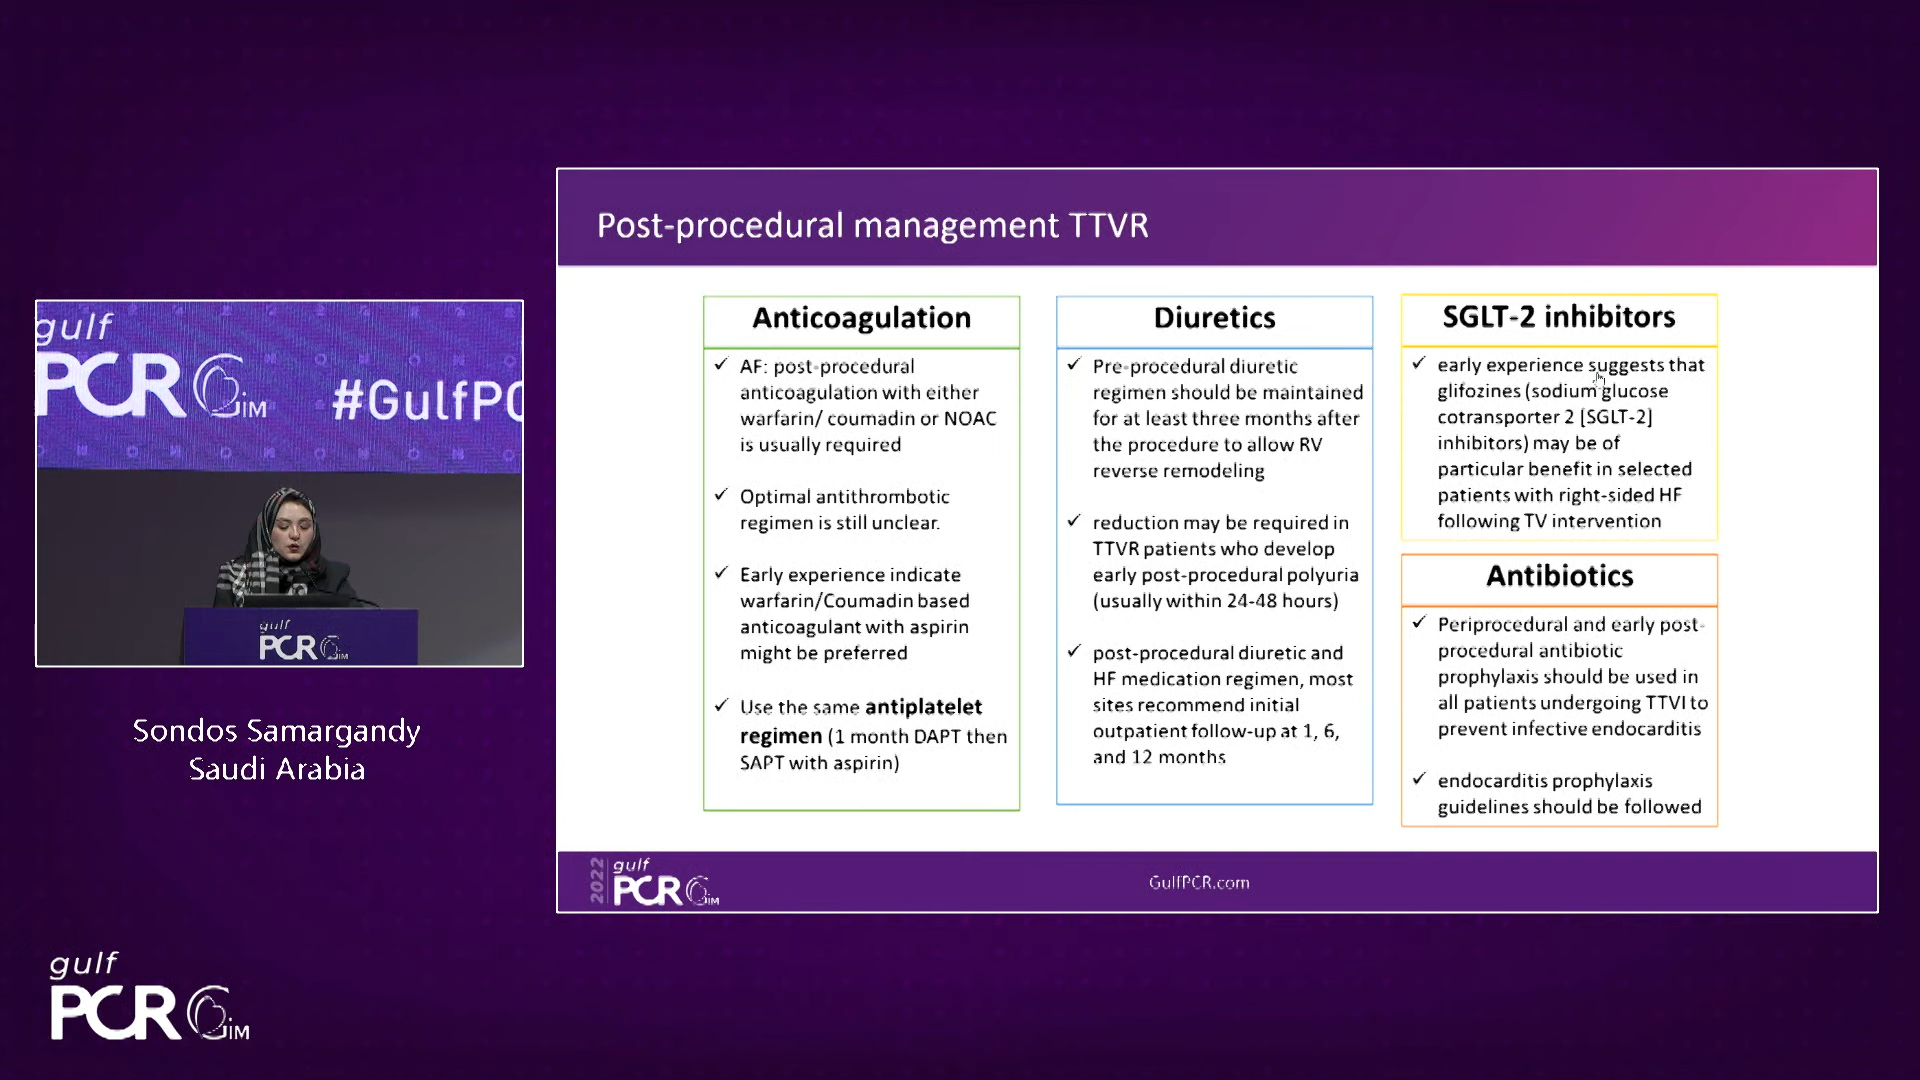 Post-procedural management TTVR
Anticoagulation
✓ AF: post-procedural
anticoagulation with either
warfarin/ coumadin or NOAC
is usually required
✓ Optimal antithrombotic
regimen is still unclear.
✓ Early experience indicate
warfarin/Coumadin based
anticoagulant with aspirin
might be preferred
✓ Use the same antiplatelet
regimen (1 month DAPT then
SAPT with aspirin)
Diuretics
✓ Pre-procedural diuretic
regimen should be maintained
for at least three months after
the procedure to allow RV
reverse remodeling
✓ reduction may be required in
TTVR patients who develop
early post-procedural polyuria
(usually within 24-48 hours)
✓ post-procedural diuretic and
HF medication regimen, most
sites recommend initial
outpatient follow-up at 1, 6,
and 12 months
SGLT-2 inhibitors
✓ early experience suggests that
glifozines (sodium glucose
cotransporter 2 [SGLT-2]
inhibitors) may be of
particular benefit in selected
patients with right-sided HF
following TV intervention
Antibiotics
✓ Periprocedural and early post-
procedural antibiotic
prophylaxis should be used in
all patients undergoing TTVI to
prevent infective endocarditis
✓ endocarditis prophylaxis
guidelines should be followed
2022
gulf
PCR GIM
GulfPCR.com
gulf
PCR GIM
#GulfPC
gulf
PCR GIM
Sondos Samargandy
Saudi Arabia
gulf
PCR GIM